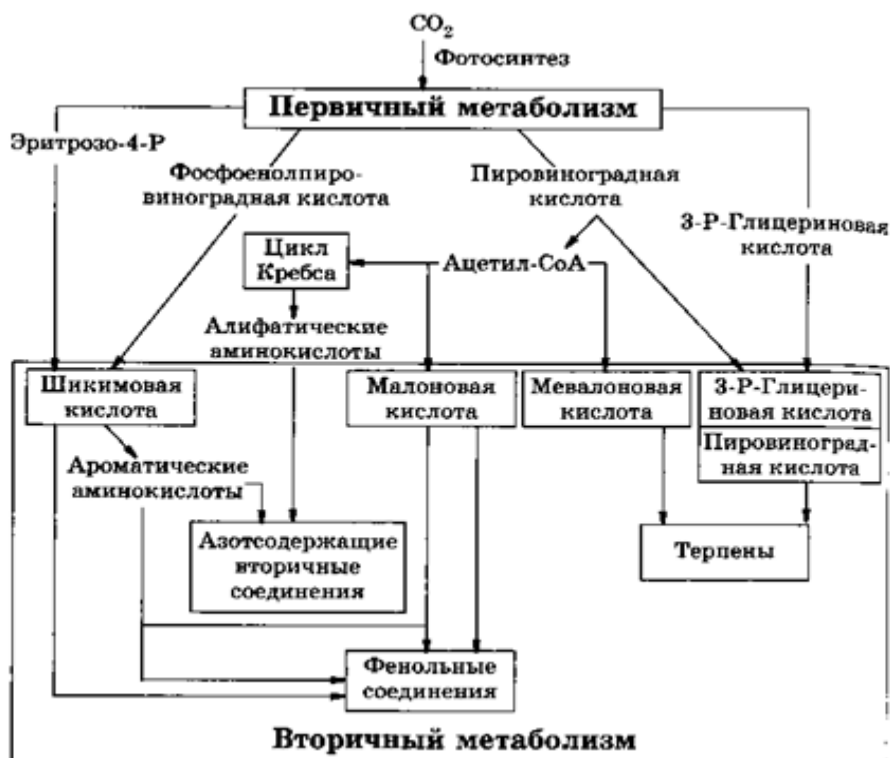 CO₂
Фотосинтез
Первичный метаболизм
Эритрозо-4-Р
Фосфоенолпиро-
виноградная кислота
Пировиноградная
кислота
3-Р-Глицериновая
кислота
Цикл
Кребса
Ацетил-СоА
Алифатические
аминокислоты
Шикимовая
кислота
Малоновая
кислота
Мевалоновая
кислота
3-Р-Глицери-
новая кислота
Пировиноград-
ная кислота
Ароматические
аминокислоты
Азотсодержащие
вторичные
соединения
Терпены
Фенольные
соединения
Вторичный метаболизм